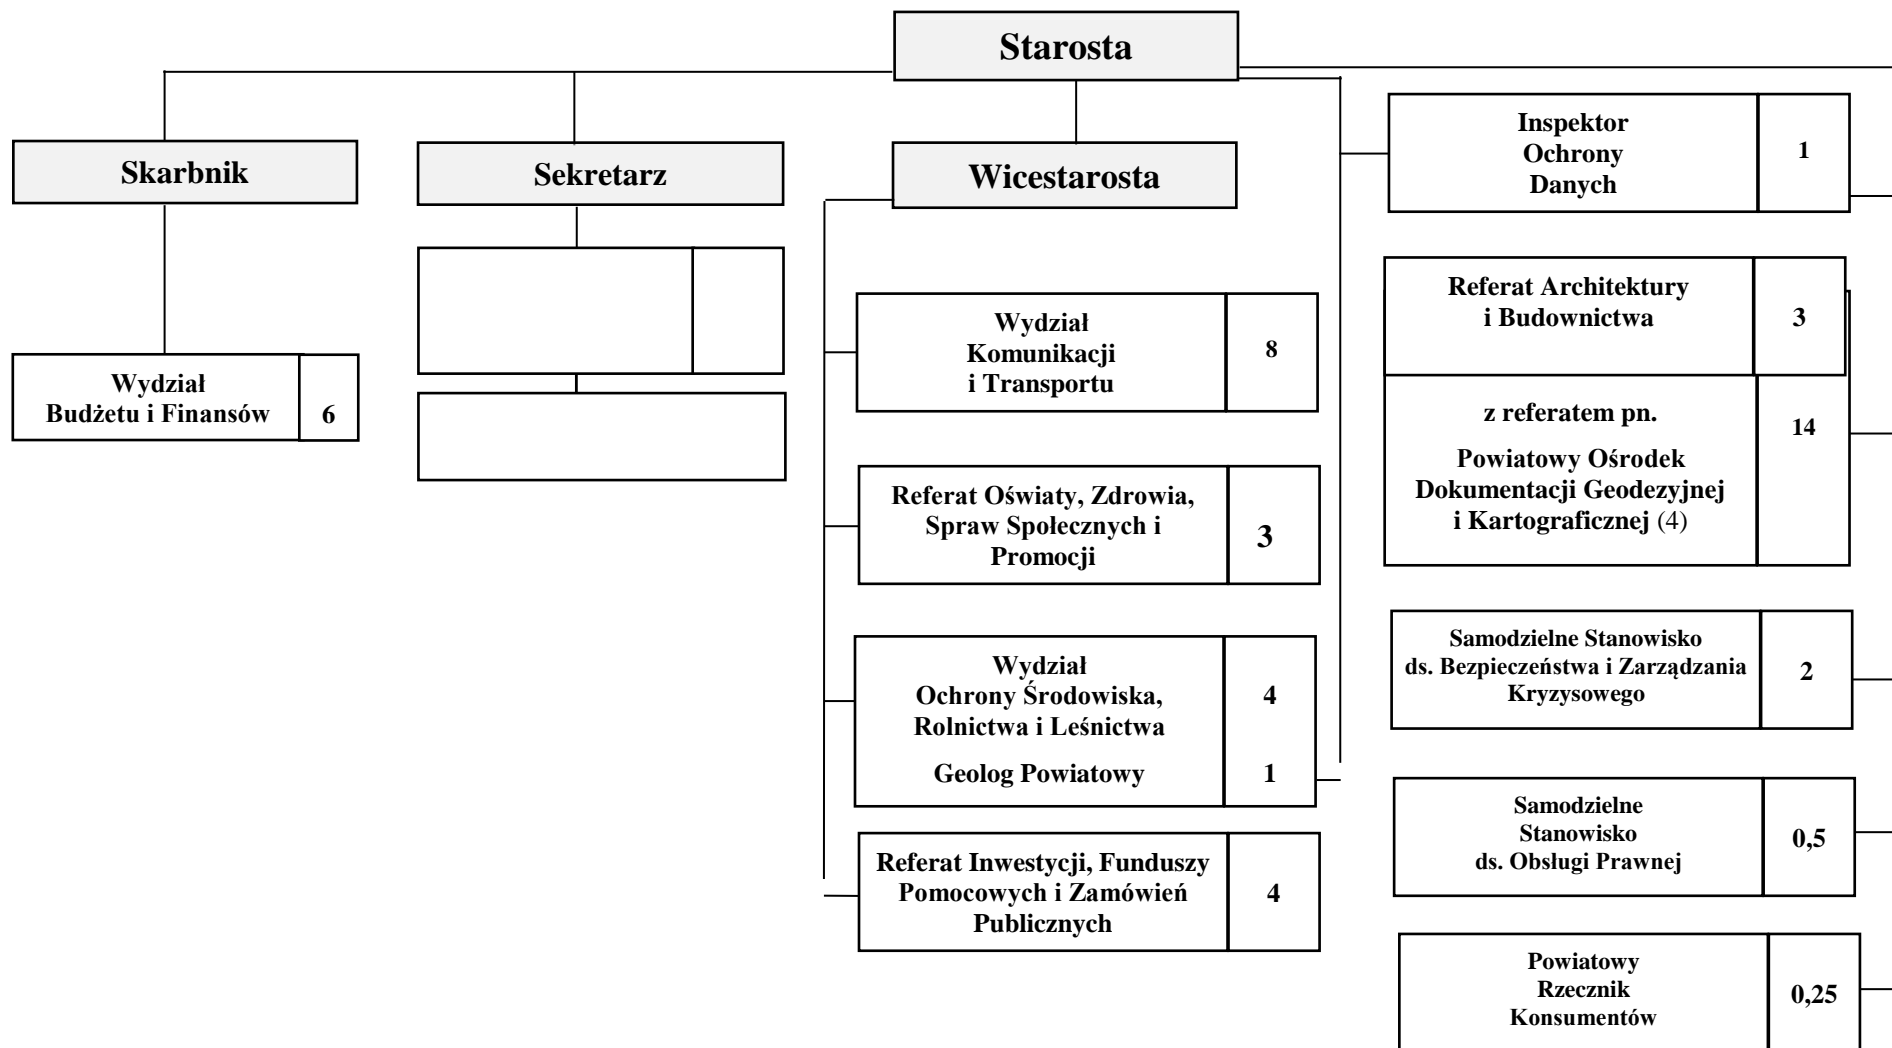 Starosta
Skarbnik
Sekretarz
Wicestarosta
Wydział
Budżetu i Finansów
6
Wydział
Komunikacji
i Transportu
8
Referat Oświaty, Zdrowia,
Spraw Społecznych i
Promocji
3
Wydział
Ochrony Środowiska,
Rolnictwa i Leśnictwa
4
Geolog Powiatowy
1
Referat Inwestycji, Funduszy
Pomocowych i Zamówień
Publicznych
4
Inspektor
Ochrony
Danych
1
Referat Architektury
i Budownictwa
3
z referatem pn.
14
Powiatowy Ośrodek
Dokumentacji Geodezyjnej
i Kartograficznej (4)
Samodzielne Stanowisko
ds. Bezpieczeństwa i Zarządzania
Kryzysowego
2
Samodzielne
Stanowisko
ds. Obsługi Prawnej
0,5
Powiatowy
Rzecznik
Konsumentów
0,25